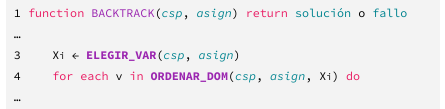 1 function BACKTRACK(csp, asign) return solución o fallo
…
3 Xi ← ELEGIR_VAR(csp, asign)
4 for each v in ORDENAR_DOM(csp, asign, Xi) do
…